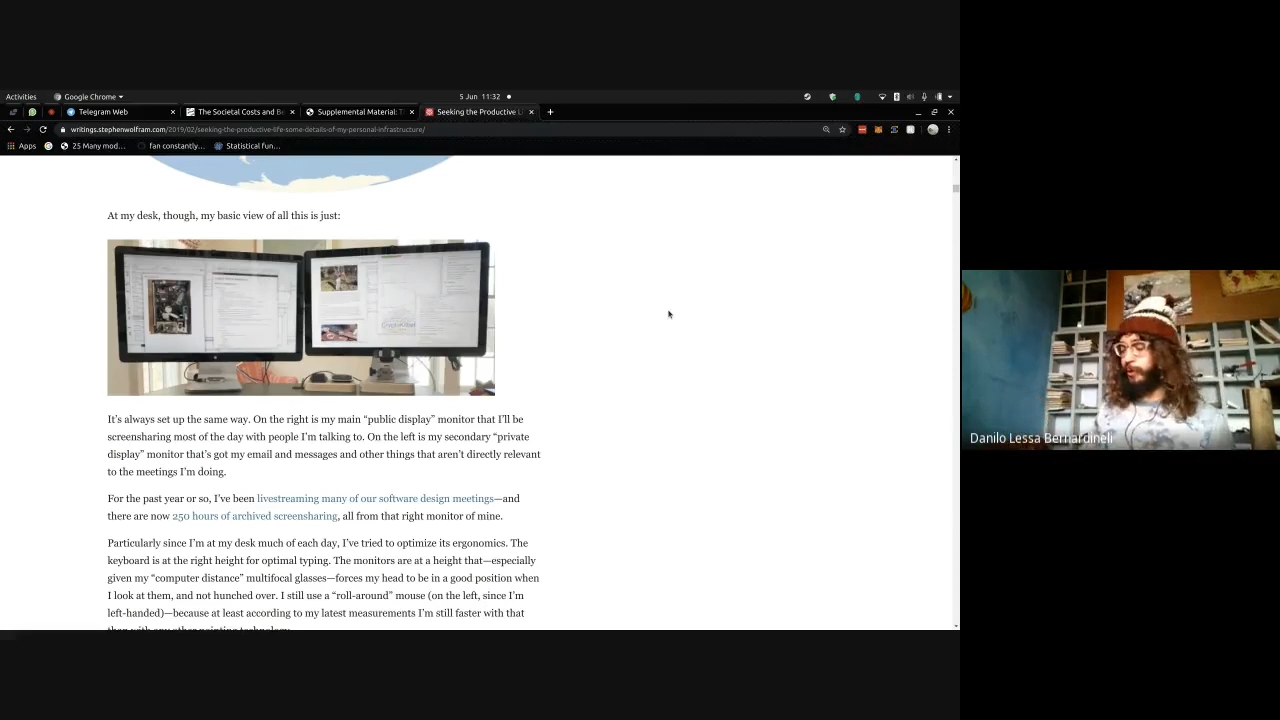 Activities
Google Chrome
5 Jun 11:32
Telegram Web
The Societal Costs and Be
Supplemental Material: T
Seeking the Productive L
writings.stephenwolfram.com/2019/02/seeking-the-productive-life-some-details-of-my-personal-infrastructure/
Apps
25 Many mod...
fan constantly...
Statistical fun...
At my desk, though, my basic view of all this is just:
It's always set up the same way. On the right is my main “public display” monitor that I'll be
screensharing most of the day with people I'm talking to. On the left is my secondary “private
display” monitor that's got my email and messages and other things that aren't directly relevant
to the meetings I'm doing.
For the past year or so, I've been livestreaming many of our software design meetings—and
there are now 250 hours of archived screensharing, all from that right monitor of mine.
Particularly since I'm at my desk much of each day, I've tried to optimize its ergonomics. The
keyboard is at the right height for optimal typing. The monitors are at a height that—especially
given my “computer distance” multifocal glasses—forces my head to be in a good position when
I look at them, and not hunched over. I still use a “roll-around” mouse (on the left, since I'm
left-handed)—because at least according to my latest measurements I'm still faster with that
than with any other pointing technology.
Danilo Lessa Bernardineli